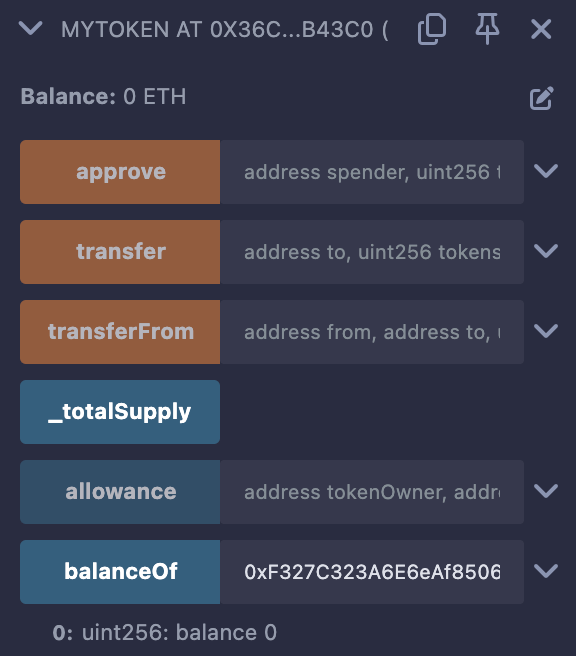 MYTOKEN AT 0X36C...B43C0 (
Balance: 0 ETH
approve address spender, uint256
transfer address to, uint256 tokens
transferFrom address from, address to,
_totalSupply
allowance address tokenOwner, addr
balanceOf 0xF327C323A6E6eAf8506
0: uint256: balance 0